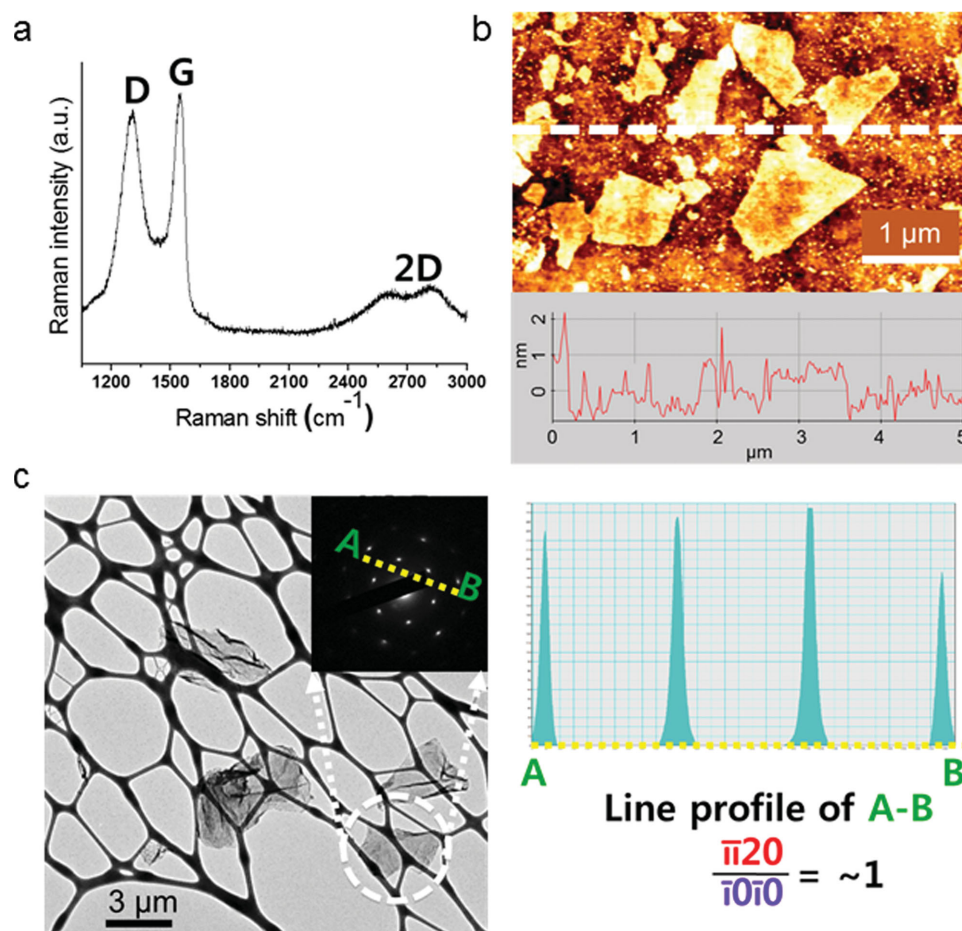 a
D
G
2D
Raman intensity (a.u.)
1200 1500 1800 2100 2400 2700 3000
Raman shift (cm⁻¹)
b
1 μm
2
1
0
nm
0 1 2 3 4 5
μm
c
A
B
3 μm
A B
Line profile of A-B
1̅1̅20
1̅01̅0
= ~1